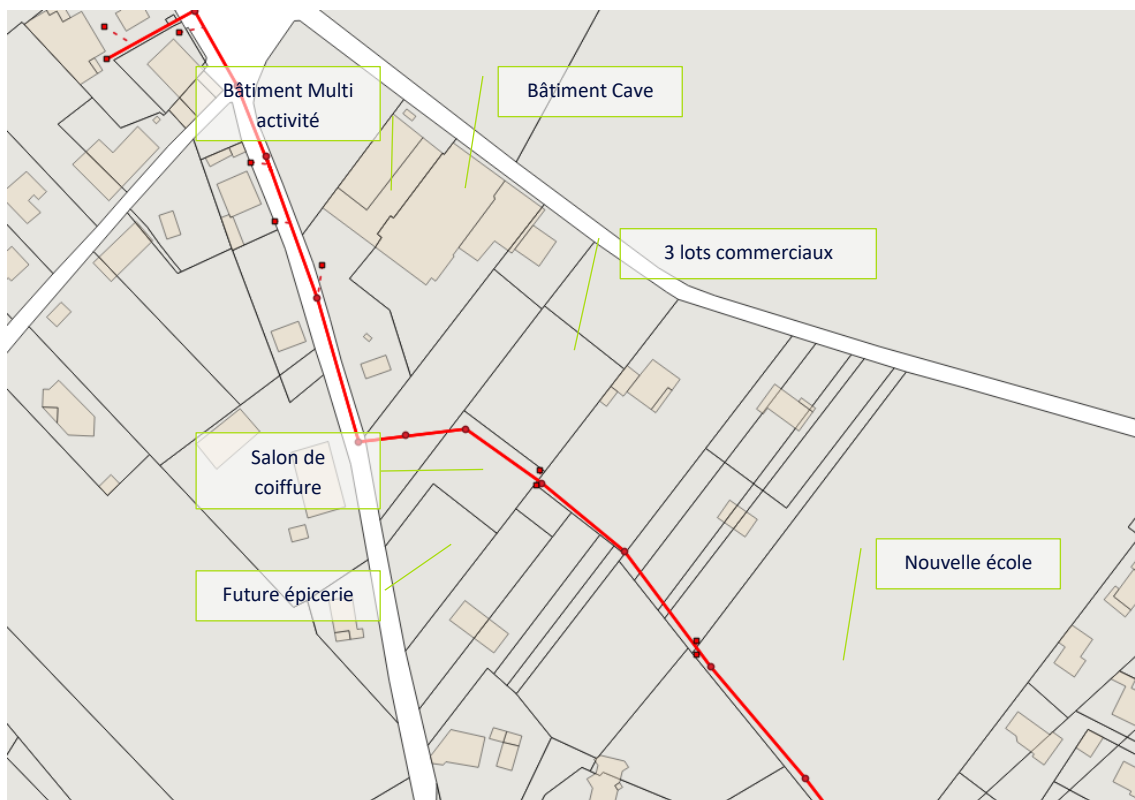 Bâtiment Multi
activité
Bâtiment Cave
3 lots commerciaux
Salon de
coiffure
Nouvelle école
Future épicerie